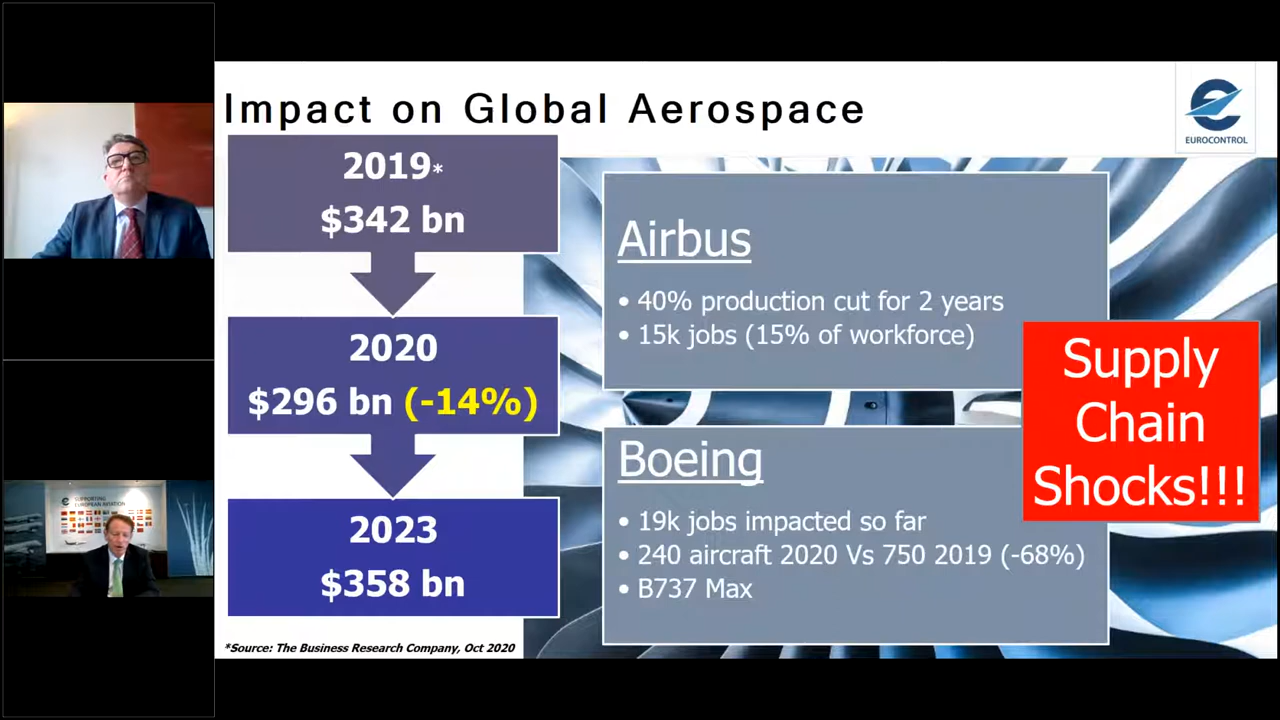 Impact on Global Aerospace
EUROCONTROL
2019*
$342 bn
2020
$296 bn (-14%)
2023
$358 bn
*Source: The Business Research Company, Oct 2020
Airbus
• 40% production cut for 2 years
• 15k jobs (15% of workforce)
Boeing
• 19k jobs impacted so far
• 240 aircraft 2020 Vs 750 2019 (-68%)
• B737 Max
Supply
Chain
Shocks!!!
SUPPORTING
EUROPEAN AVIATION